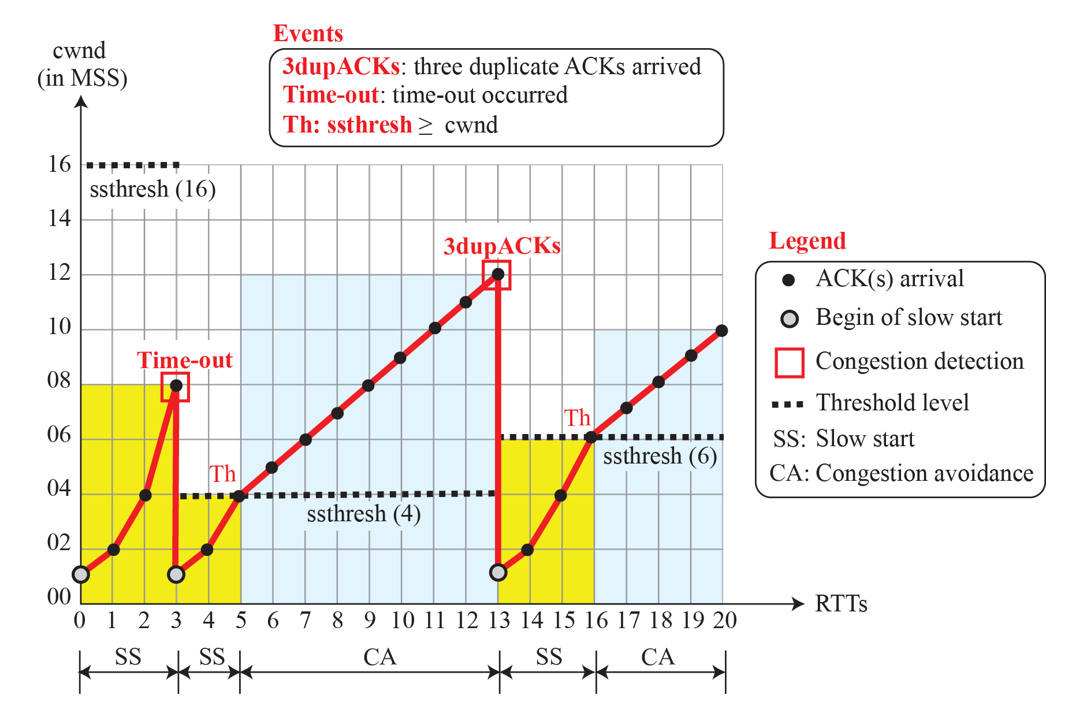 Events
3dupACKs: three duplicate ACKs arrived
Time-out: time-out occurred
Th: ssthresh ≥ cwnd
cwnd
(in MSS)
16
ssthresh (16)
14
3dupACKs
12
10
Time-out
08
Th
06
ssthresh (6)
Th
04
ssthresh (4)
02
00
0 1 2 3 4 5 6 7 8 9 10 11 12 13 14 15 16 17 18 19 20
RTTs
SS SS CA SS CA
Legend
ACK(s) arrival
Begin of slow start
Congestion detection
Threshold level
SS: Slow start
CA: Congestion avoidance